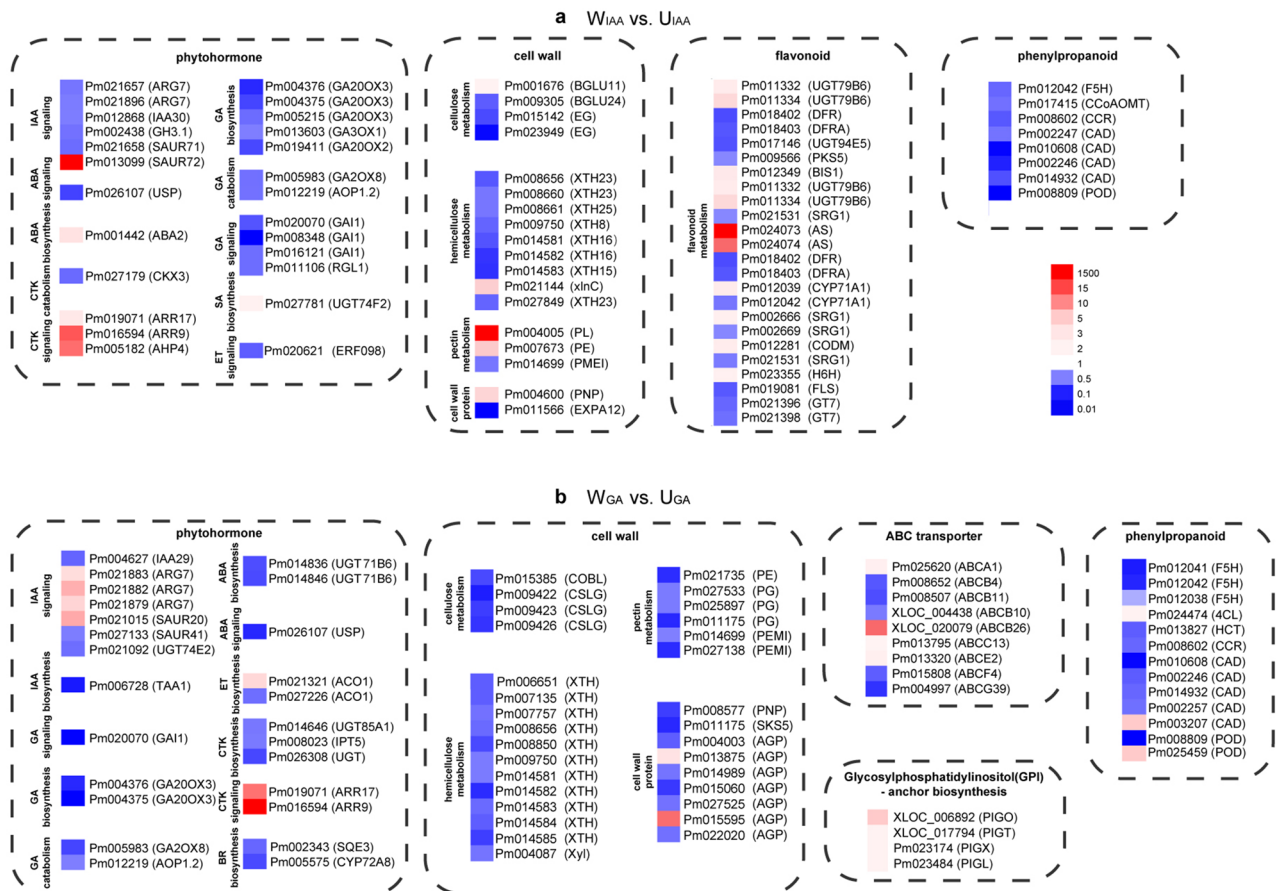 a WIAA vs. UIAA
phytohormone
IAA signaling
Pm021657 (ARG7)
Pm021896 (ARG7)
Pm012868 (IAA30)
Pm002438 (GH3.1)
Pm021658 (SAUR71)
Pm013099 (SAUR72)
ABA signaling
Pm026107 (USP)
ABA biosynthesis
Pm001442 (ABA2)
CTK catabolism
Pm027179 (CKX3)
CTK signaling
Pm019071 (ARR17)
Pm016594 (ARR9)
Pm005182 (AHP4)
GA biosynthesis
Pm004376 (GA20OX3)
Pm004375 (GA20OX3)
Pm005215 (GA20OX3)
Pm013603 (GA3OX1)
Pm019411 (GA20OX2)
GA catabolism
Pm005983 (GA2OX8)
Pm012219 (AOP1.2)
GA signaling
Pm020070 (GAI1)
Pm008348 (GAI1)
Pm016121 (GAI1)
Pm011106 (RGL1)
SA biosynthesis
Pm027781 (UGT74F2)
ET signaling
Pm020621 (ERF098)
cell wall
cellulose metabolism
Pm001676 (BGLU11)
Pm009305 (BGLU24)
Pm015142 (EG)
Pm023949 (EG)
hemicellulose metabolism
Pm008656 (XTH23)
Pm008660 (XTH23)
Pm008661 (XTH25)
Pm009750 (XTH8)
Pm014581 (XTH16)
Pm014582 (XTH16)
Pm014583 (XTH15)
Pm021144 (xlnC)
Pm027849 (XTH23)
pectin metabolism
Pm004005 (PL)
Pm007673 (PE)
Pm014699 (PMEI)
cell wall protein
Pm004600 (PNP)
Pm011566 (EXPA12)
flavonoid
flavonoid metabolism
Pm011332 (UGT79B6)
Pm011334 (UGT79B6)
Pm018402 (DFR)
Pm018403 (DFRA)
Pm017146 (UGT94E5)
Pm009566 (PKS5)
Pm012349 (BIS1)
Pm011332 (UGT79B6)
Pm011334 (UGT79B6)
Pm021531 (SRG1)
Pm024073 (AS)
Pm024074 (AS)
Pm018402 (DFR)
Pm018403 (DFRA)
Pm012039 (CYP71A1)
Pm012042 (CYP71A1)
Pm002666 (SRG1)
Pm002669 (SRG1)
Pm012281 (CODM)
Pm021531 (SRG1)
Pm023355 (H6H)
Pm019081 (FLS)
Pm021396 (GT7)
Pm021398 (GT7)
phenylpropanoid
Pm012042 (F5H)
Pm017415 (CCoAOMT)
Pm008602 (CCR)
Pm002247 (CAD)
Pm010608 (CAD)
Pm002246 (CAD)
Pm014932 (CAD)
Pm008809 (POD)
1500
15
10
5
3
2
1
0.5
0.1
0.01
b WGA vs. UGA
phytohormone
IAA signaling
Pm004627 (IAA29)
Pm021883 (ARG7)
Pm021882 (ARG7)
Pm021879 (ARG7)
Pm021015 (SAUR20)
Pm027133 (SAUR41)
Pm021092 (UGT74E2)
IAA biosynthesis
Pm006728 (TAA1)
GA signaling
Pm020070 (GAI1)
GA biosynthesis
Pm004376 (GA20OX3)
Pm004375 (GA20OX3)
GA catabolism
Pm005983 (GA2OX8)
Pm012219 (AOP1.2)
ABA biosynthesis
Pm014836 (UGT71B6)
Pm014846 (UGT71B6)
ABA signaling
Pm026107 (USP)
ET biosynthesis
Pm021321 (ACO1)
Pm027226 (ACO1)
CTK biosynthesis
Pm014646 (UGT85A1)
Pm008023 (IPT5)
Pm026308 (UGT)
CTK signaling
Pm019071 (ARR17)
Pm016594 (ARR9)
BR biosynthesis
Pm002343 (SQE3)
Pm005575 (CYP72A8)
cell wall
cellulose metabolism
Pm015385 (COBL)
Pm009422 (CSLG)
Pm009423 (CSLG)
Pm009426 (CSLG)
hemicellulose metabolism
Pm006651 (XTH)
Pm007135 (XTH)
Pm007757 (XTH)
Pm008656 (XTH)
Pm008850 (XTH)
Pm009750 (XTH)
Pm014581 (XTH)
Pm014582 (XTH)
Pm014583 (XTH)
Pm014584 (XTH)
Pm014585 (XTH)
Pm004087 (Xyl)
pectin metabolism
Pm021735 (PE)
Pm027533 (PG)
Pm025897 (PG)
Pm011175 (PG)
Pm014699 (PEMI)
Pm027138 (PEMI)
cell wall protein
Pm008577 (PNP)
Pm011175 (SKS5)
Pm004003 (AGP)
Pm013875 (AGP)
Pm014989 (AGP)
Pm015060 (AGP)
Pm027525 (AGP)
Pm015595 (AGP)
Pm022020 (AGP)
ABC transporter
Pm025620 (ABCA1)
Pm008652 (ABCB4)
Pm008507 (ABCB11)
XLOC_004438 (ABCB10)
XLOC_020079 (ABCB26)
Pm013795 (ABCC13)
Pm013320 (ABCE2)
Pm015808 (ABCF4)
Pm004997 (ABCG39)
Glycosylphosphatidylinositol(GPI)
- anchor biosynthesis
XLOC_006892 (PIGO)
XLOC_017794 (PIGT)
Pm023174 (PIGX)
Pm023484 (PIGL)
phenylpropanoid
Pm012041 (F5H)
Pm012042 (F5H)
Pm012038 (F5H)
Pm024474 (4CL)
Pm013827 (HCT)
Pm008602 (CCR)
Pm010608 (CAD)
Pm002246 (CAD)
Pm014932 (CAD)
Pm002257 (CAD)
Pm003207 (CAD)
Pm008809 (POD)
Pm025459 (POD)